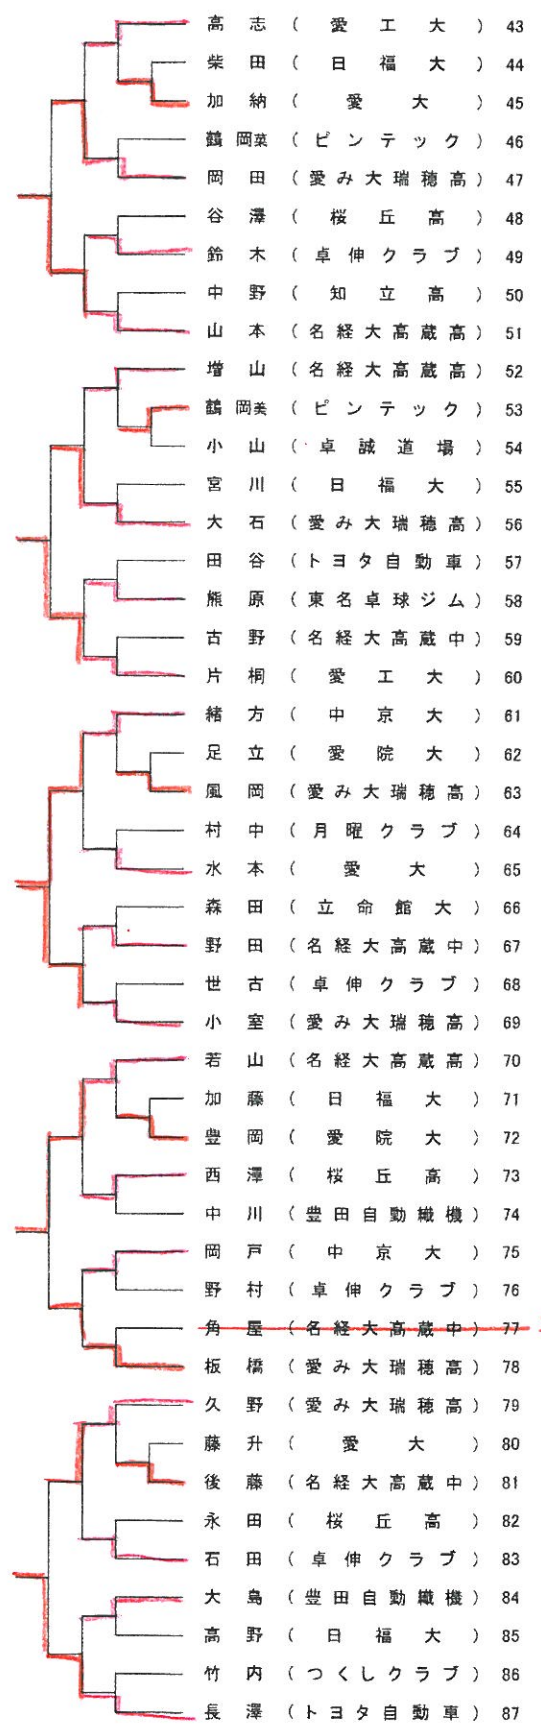 高志（愛工大）43
柴田（日福大）44
加納（愛大）45
鶴岡菜（ピンテック）46
岡田（愛み大瑞穂高）47
谷澤（桜丘高）48
鈴木（卓伸クラブ）49
中野（知立高）50
山本（名経大高蔵高）51
増山（名経大高蔵高）52
鶴岡美（ピンテック）53
小山（卓誠道場）54
宮川（日福大）55
大石（愛み大瑞穂高）56
田谷（トヨタ自動車）57
熊原（東名卓球ジム）58
古野（名経大高蔵中）59
片桐（愛工大）60
緒方（中京大）61
足立（愛院大）62
風岡（愛み大瑞穂高）63
村中（月曜クラブ）64
水本（愛大）65
森田（立命館大）66
野田（名経大高蔵中）67
世古（卓伸クラブ）68
小室（愛み大瑞穂高）69
若山（名経大高蔵高）70
加藤（日福大）71
豊岡（愛院大）72
西澤（桜丘高）73
中川（豊田自動織機）74
岡戸（中京大）75
野村（卓伸クラブ）76
角屋（名経大高蔵中）77
板橋（愛み大瑞穂高）78
久野（愛み大瑞穂高）79
藤升（愛大）80
後藤（名経大高蔵中）81
永田（桜丘高）82
石田（卓伸クラブ）83
大島（豊田自動織機）84
高野（日福大）85
竹内（つくしクラブ）86
長澤（トヨタ自動車）87